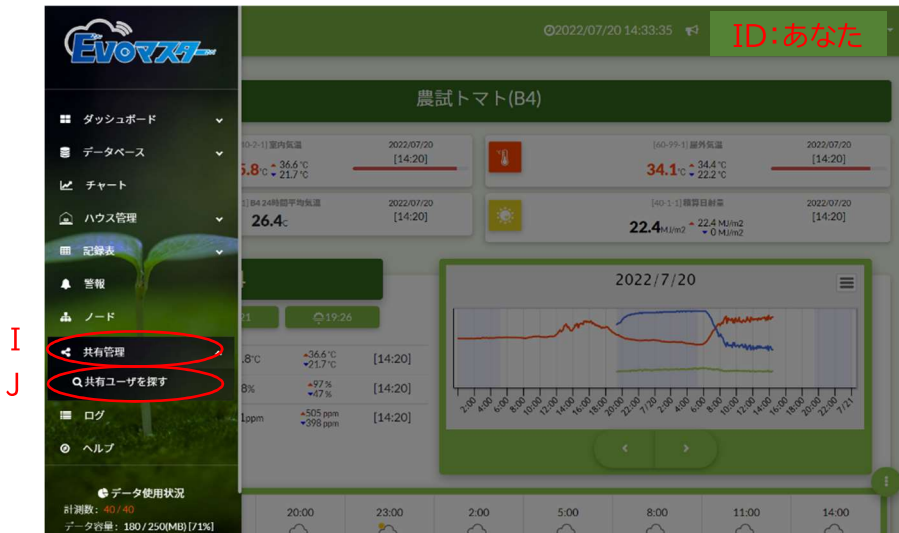 Evoマスター
2022/07/20 14:33:35
ID:あなた
農試トマト(B4)
ダッシュボード
データベース
チャート
ハウス管理
記録表
警報
ノード
I
共有管理
J
共有ユーザを探す
ログ
ヘルプ
データ使用状況
計測数: 40/40
データ容量: 180/250(MB)[71%]
室内気温
2022/07/20
[14:20]
5.8℃
36.6℃
21.7℃
[60-99-1]屋外気温
2022/07/20
[14:20]
34.1℃
34.4℃
22.2℃
B4 24時間平均気温
2022/07/20
[14:20]
26.4
[40-1-1]積算日射量
2022/07/20
[14:20]
22.4MJ/m2
22.4 MJ/m2
0 MJ/m2
19:26
.8℃
36.6℃
21.7℃
[14:20]
8%
97%
47%
[14:20]
1ppm
505 ppm
398 ppm
[14:20]
2022/7/20
2:00 4:00 6:00 8:00 10:00 12:00 14:00 16:00 18:00 20:00 22:00 7/20 2:00 4:00 6:00 8:00 10:00 12:00 14:00 16:00 18:00 20:00 22:00 7/21
20:00 23:00 2:00 5:00 8:00 11:00 14:00